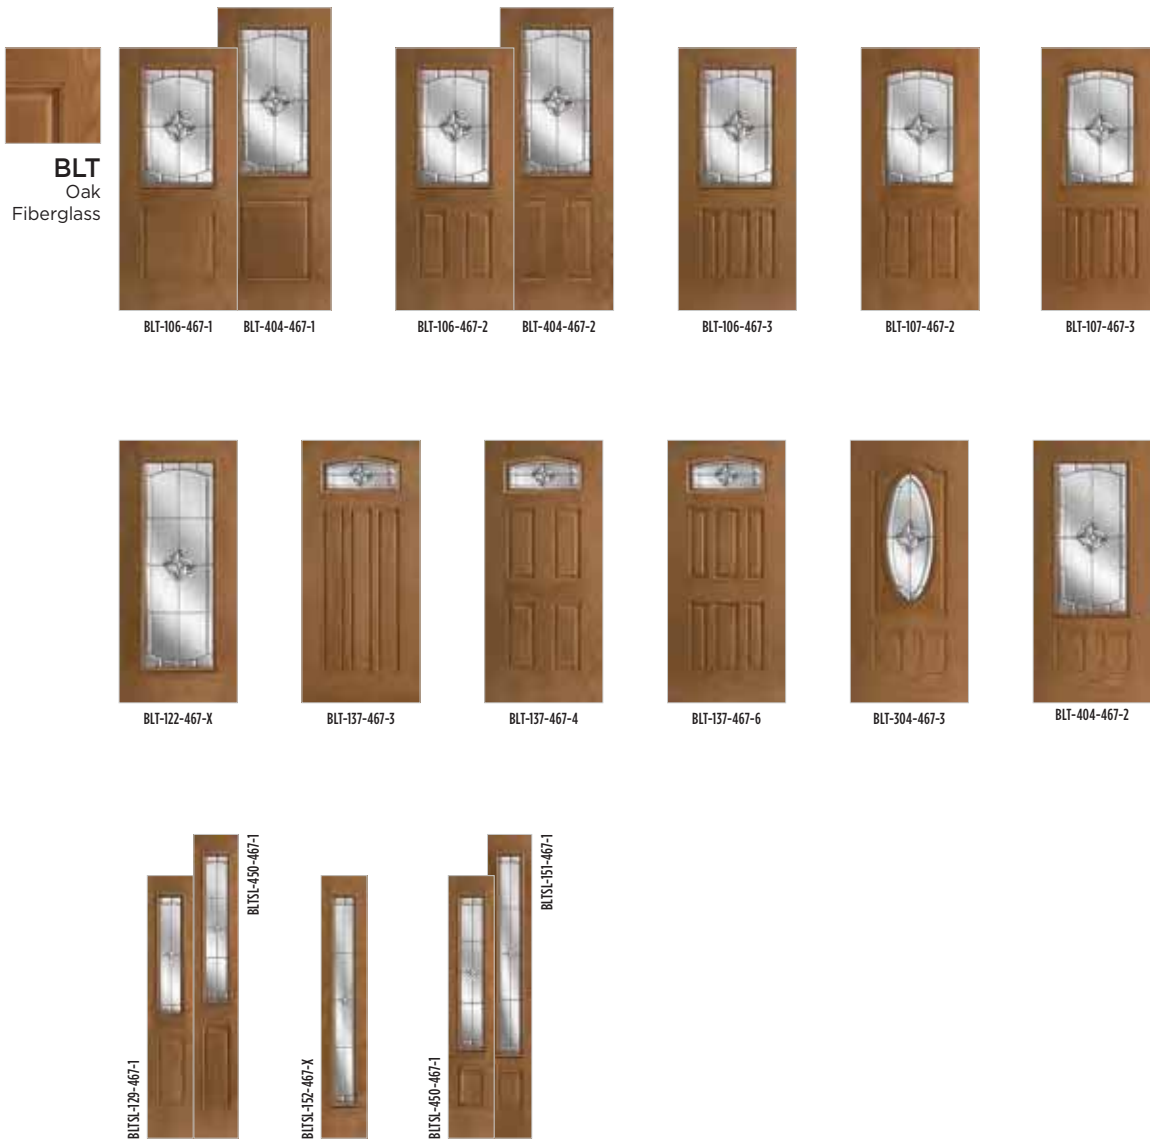 BLT
Oak
Fiberglass
BLT-106-467-1
BLT-404-467-1
BLT-106-467-2
BLT-404-467-2
BLT-106-467-3
BLT-107-467-2
BLT-107-467-3
BLT-122-467-X
BLT-137-467-3
BLT-137-467-4
BLT-137-467-6
BLT-304-467-3
BLT-404-467-2
BLTSL-129-467-1
BLTSL-450-467-1
BLTSL-152-467-X
BLTSL-450-467-1
BLTSL-151-467-1